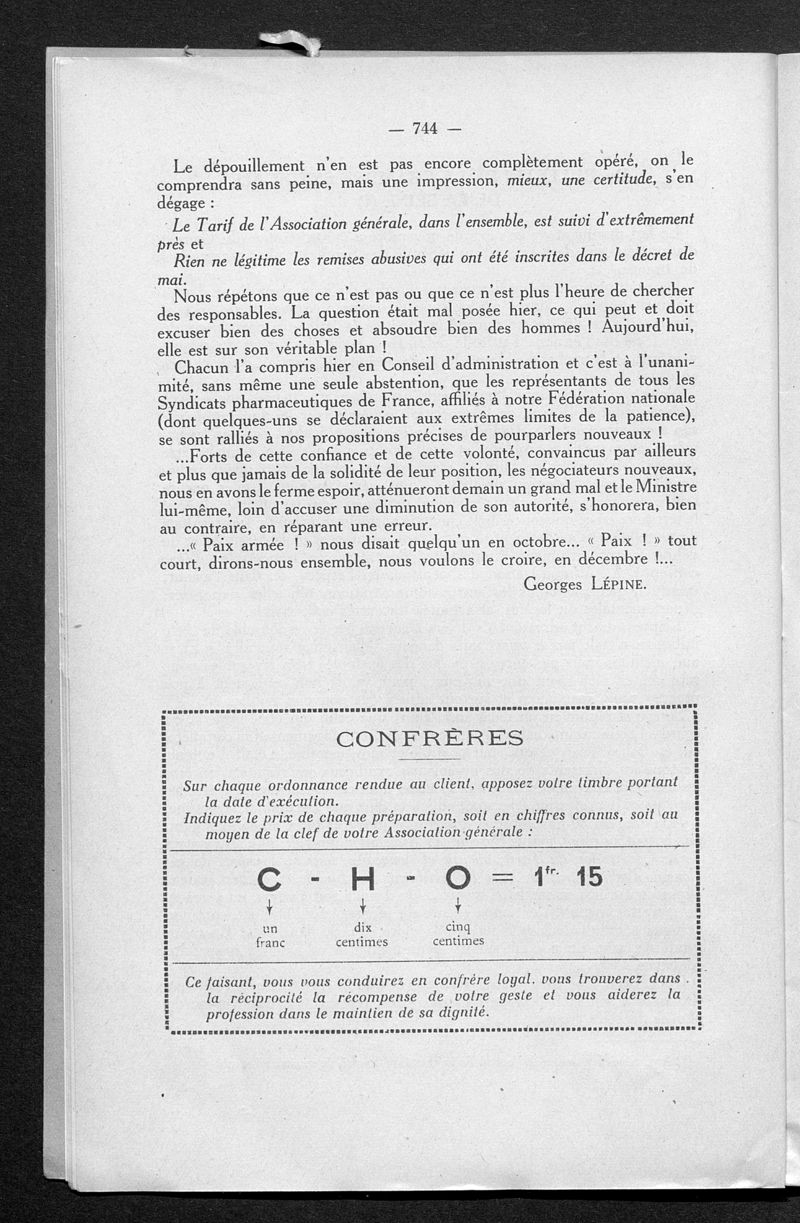 — 744 —
Le dépouillement n'en est pas encore complètement opéré, on le
comprendra sans peine, mais une impression, mieux, une certitude, s'en
dégage :
Le Tarif de l'Association générale, dans l'ensemble, est suivi d'extrêmement
près et
Rien ne légitime les remises abusives qui ont été inscrites dans le décret de
mai.
Nous répétons que ce n'est pas ou que ce n'est plus l'heure de chercher
des responsables. La question était mal posée hier, ce qui peut et doit
excuser bien des choses et absoudre bien des hommes ! Aujourd'hui,
elle est sur son véritable plan !
Chacun l'a compris hier en Conseil d'administration et c'est à l'unani-
mité, sans même une seule abstention, que les représentants de tous les
Syndicats pharmaceutiques de France, affiliés à notre Fédération nationale
(dont quelques-uns se déclaraient aux extrêmes limites de la patience),
se sont ralliés à nos propositions précises de pourparlers nouveaux !
...Forts de cette confiance et de cette volonté, convaincus par ailleurs
et plus que jamais de la solidité de leur position, les négociateurs nouveaux,
nous en avons le ferme espoir, atténueront demain un grand mal et le Ministre
lui-même, loin d'accuser une diminution de son autorité, s'honorera, bien
au contraire, en réparant une erreur.
...« Paix armée ! » nous disait quelqu'un en octobre... « Paix ! » tout
court, dirons-nous ensemble, nous voulons le croire, en décembre !...
Georges LÉPINE.
CONFRÈRES
Sur chaque ordonnance rendue au client, apposez votre timbre portant
la date d'exécution.
Indiquez le prix de chaque préparation, soit en chiffres connus, soit au
moyen de la clef de votre Association générale :
C - H - O = 1fr. 15
un dix cinq
franc centimes centimes
Ce faisant, vous vous conduirez en confrère loyal. vous trouverez dans
la réciprocité la récompense de votre geste et vous aiderez la
profession dans le maintien de sa dignité.